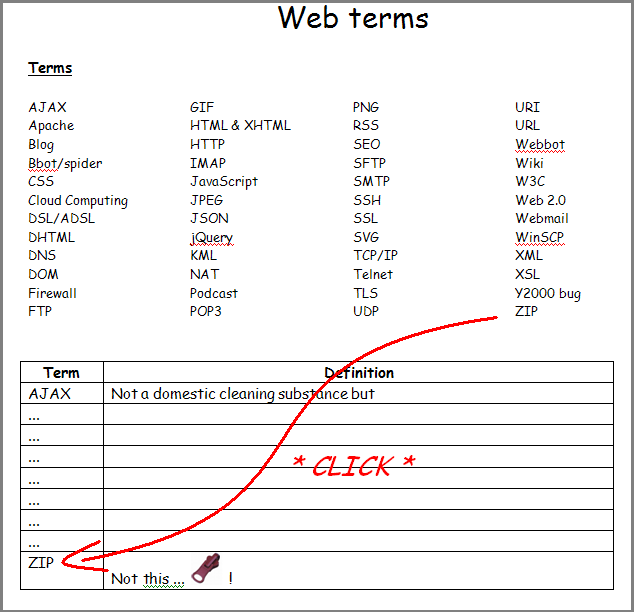 Web terms
Terms
AJAX GIF PNG URI
Apache HTML & XHTML RSS URL
Blog HTTP SEO Webbot
Bbot/spider IMAP SFTP Wiki
CSS JavaScript SMTP W3C
Cloud Computing JPEG SSH Web 2.0
DSL/ADSL JSON SSL Webmail
DHTML jQuery SVG WinSCP
DNS KML TCP/IP XML
DOM NAT Telnet XSL
Firewall Podcast TLS Y2000 bug
FTP POP3 UDP ZIP
Term Definition
AJAX Not a domestic cleaning substance but
...
...
...
* CLICK *
...
...
...
...
ZIP
Not this ... !